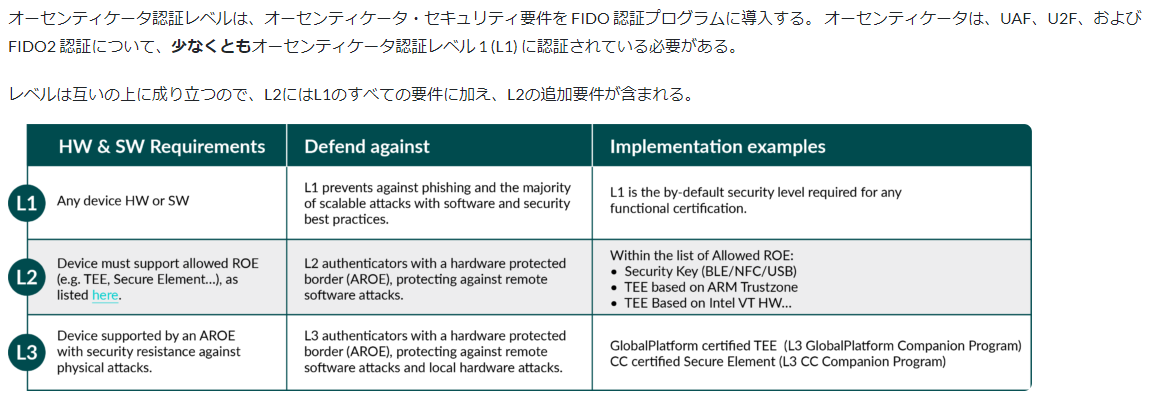 オーセンティケータ認証レベルは、オーセンティケータ・セキュリティ要件を FIDO 認証プログラムに導入する。 オーセンティケータは、UAF、U2F、および
FIDO2 認証について、少なくともオーセンティケータ認証レベル 1 (L1) に認証されている必要がある。
レベルは互いの上に成り立つので、L2にはL1のすべての要件に加え、L2の追加要件が含まれる。
HW & SW Requirements
Defend against
Implementation examples
L1
Any device HW or SW
L1 prevents against phishing and the majority
of scalable attacks with software and security
best practices.
L1 is the by-default security level required for any
functional certification.
L2
Device must support allowed ROE
(e.g. TEE, Secure Element...), as
listed here.
L2 authenticators with a hardware protected
border (AROE), protecting against remote
software attacks.
Within the list of Allowed ROE:
• Security Key (BLE/NFC/USB)
• TEE based on ARM Trustzone
• TEE Based on Intel VT HW...
L3
Device supported by an AROE
with security resistance against
physical attacks.
L3 authenticators with a hardware protected
border (AROE), protecting against remote
software attacks and local hardware attacks.
GlobalPlatform certified TEE (L3 GlobalPlatform Companion Program)
CC certified Secure Element (L3 CC Companion Program)